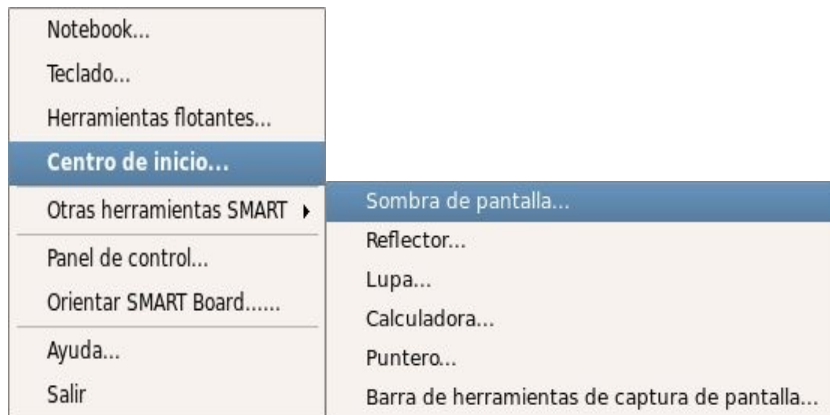 Notebook...
Teclado...
Herramientas flotantes...
Centro de inicio...
Otras herramientas SMART
Panel de control...
Orientar SMART Board......
Ayuda...
Salir
Sombra de pantalla...
Reflector...
Lupa...
Calculadora...
Puntero...
Barra de herramientas de captura de pantalla...